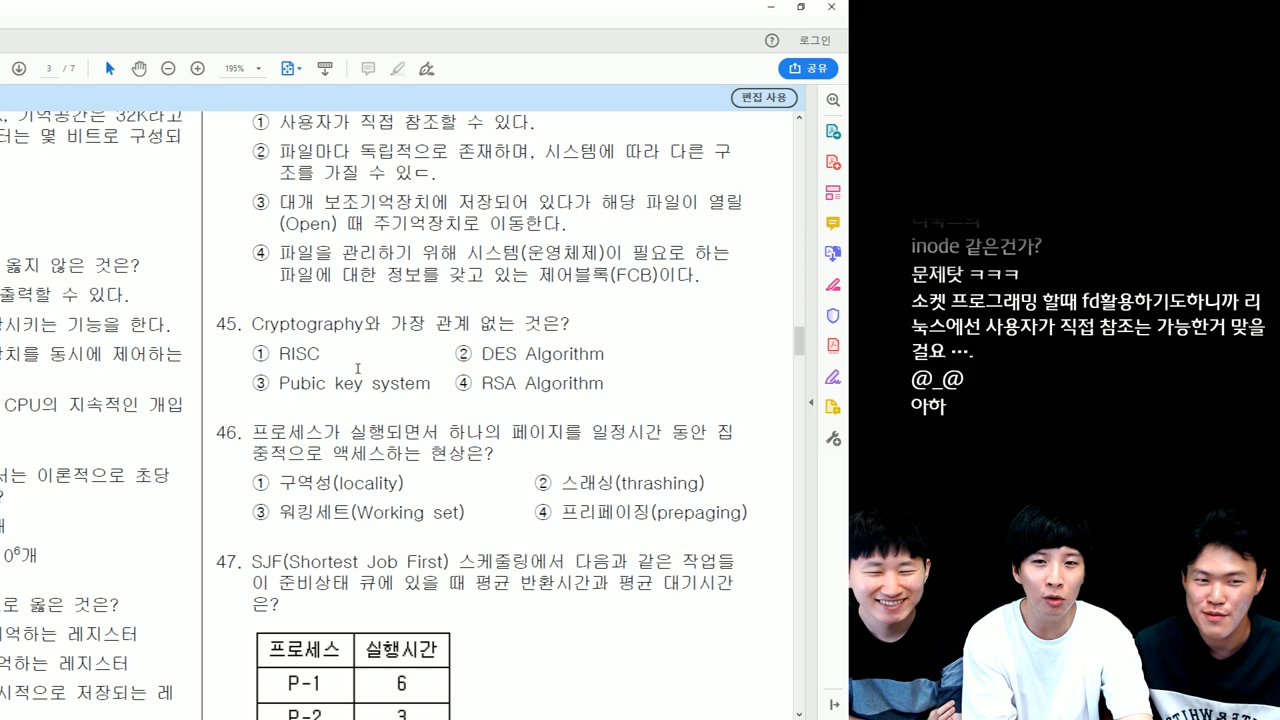 로그인
3 / 7
195%
공유
편집 사용
기억공간은 32K라고
터는 몇 비트로 구성되
옳지 않은 것은?
출력할 수 있다.
시키는 기능을 한다.
장치를 동시에 제어하는
CPU의 지속적인 개입
서는 이론적으로 초당
?
개
0⁶개
로 옳은 것은?
기억하는 레지스터
억하는 레지스터
시적으로 저장되는 레
① 사용자가 직접 참조할 수 있다.
② 파일마다 독립적으로 존재하며, 시스템에 따라 다른 구
조를 가질 수 있ㄷ.
③ 대개 보조기억장치에 저장되어 있다가 해당 파일이 열릴
(Open) 때 주기억장치로 이동한다.
④ 파일을 관리하기 위해 시스템(운영체제)이 필요로 하는
파일에 대한 정보를 갖고 있는 제어블록(FCB)이다.
45. Cryptography와 가장 관계 없는 것은?
① RISC ② DES Algorithm
③ Pubic key system ④ RSA Algorithm
46. 프로세스가 실행되면서 하나의 페이지를 일정시간 동안 집
중적으로 액세스하는 현상은?
① 구역성(locality) ② 스래싱(thrashing)
③ 워킹세트(Working set) ④ 프리페이징(prepaging)
47. SJF(Shortest Job First) 스케줄링에서 다음과 같은 작업들
이 준비상태 큐에 있을 때 평균 반환시간과 평균 대기시간
은?
프로세스 실행시간
P-1 6
P-2 3
inode 같은건가?
문제탓 ㅋㅋㅋ
소켓 프로그래밍 할때 fd활용하기도하니까 리
눅스에선 사용자가 직접 참조는 가능한거 맞을
걸요 ….
@_@
아하